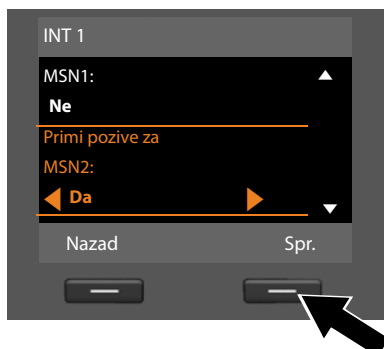 INT 1
MSN1:
Ne
Primi pozive za
MSN2:
Da
Nazad Spr.